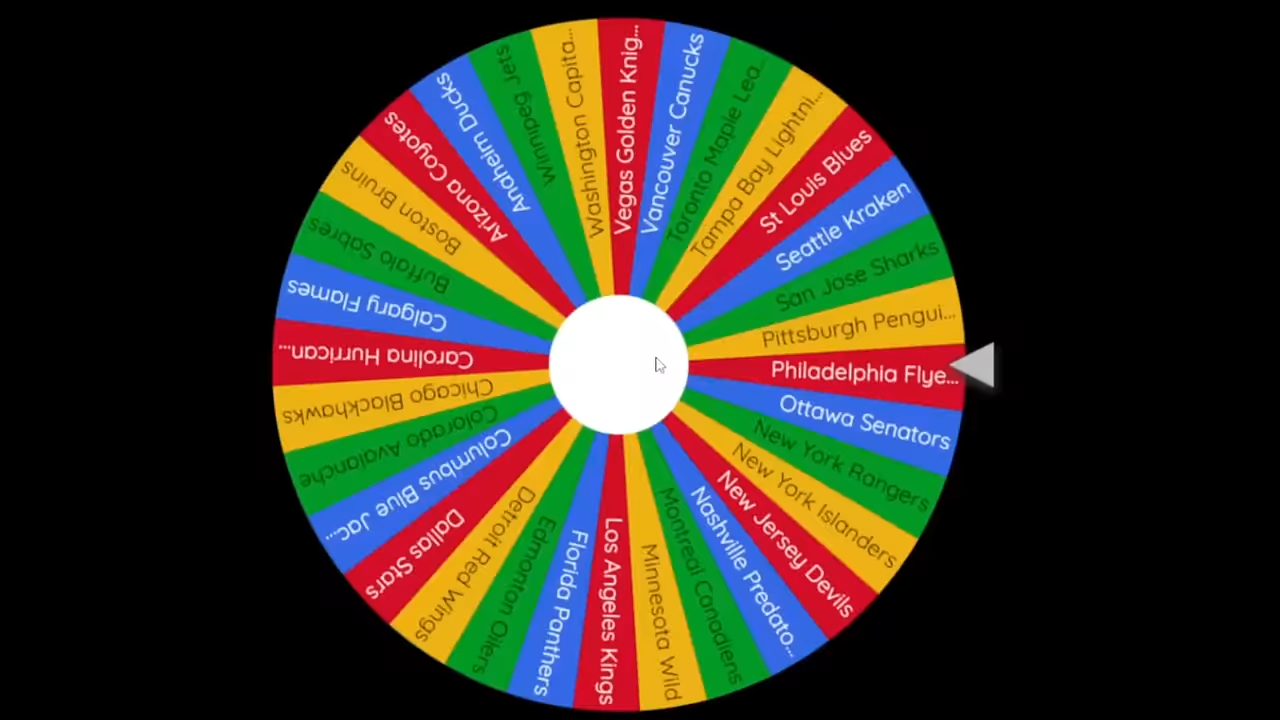 Vegas Golden Knig...
Vancouver Canucks
Toronto Maple Lea...
Tampa Bay Lightni...
St Louis Blues
Seattle Kraken
San Jose Sharks
Pittsburgh Pengui...
Philadelphia Flye...
Ottawa Senators
New York Rangers
New York Islanders
New Jersey Devils
Nashville Predato...
Montreal Canadiens
Minnesota Wild
Los Angeles Kings
Florida Panthers
Edmonton Oilers
Detroit Red Wings
Dallas Stars
Columbus Blue Jac...
Colorado Avalanche
Chicago Blackhawks
Carolina Hurrican...
Calgary Flames
Buffalo Sabres
Boston Bruins
Arizona Coyotes
Anaheim Ducks
Winnipeg Jets
Washington Capita...